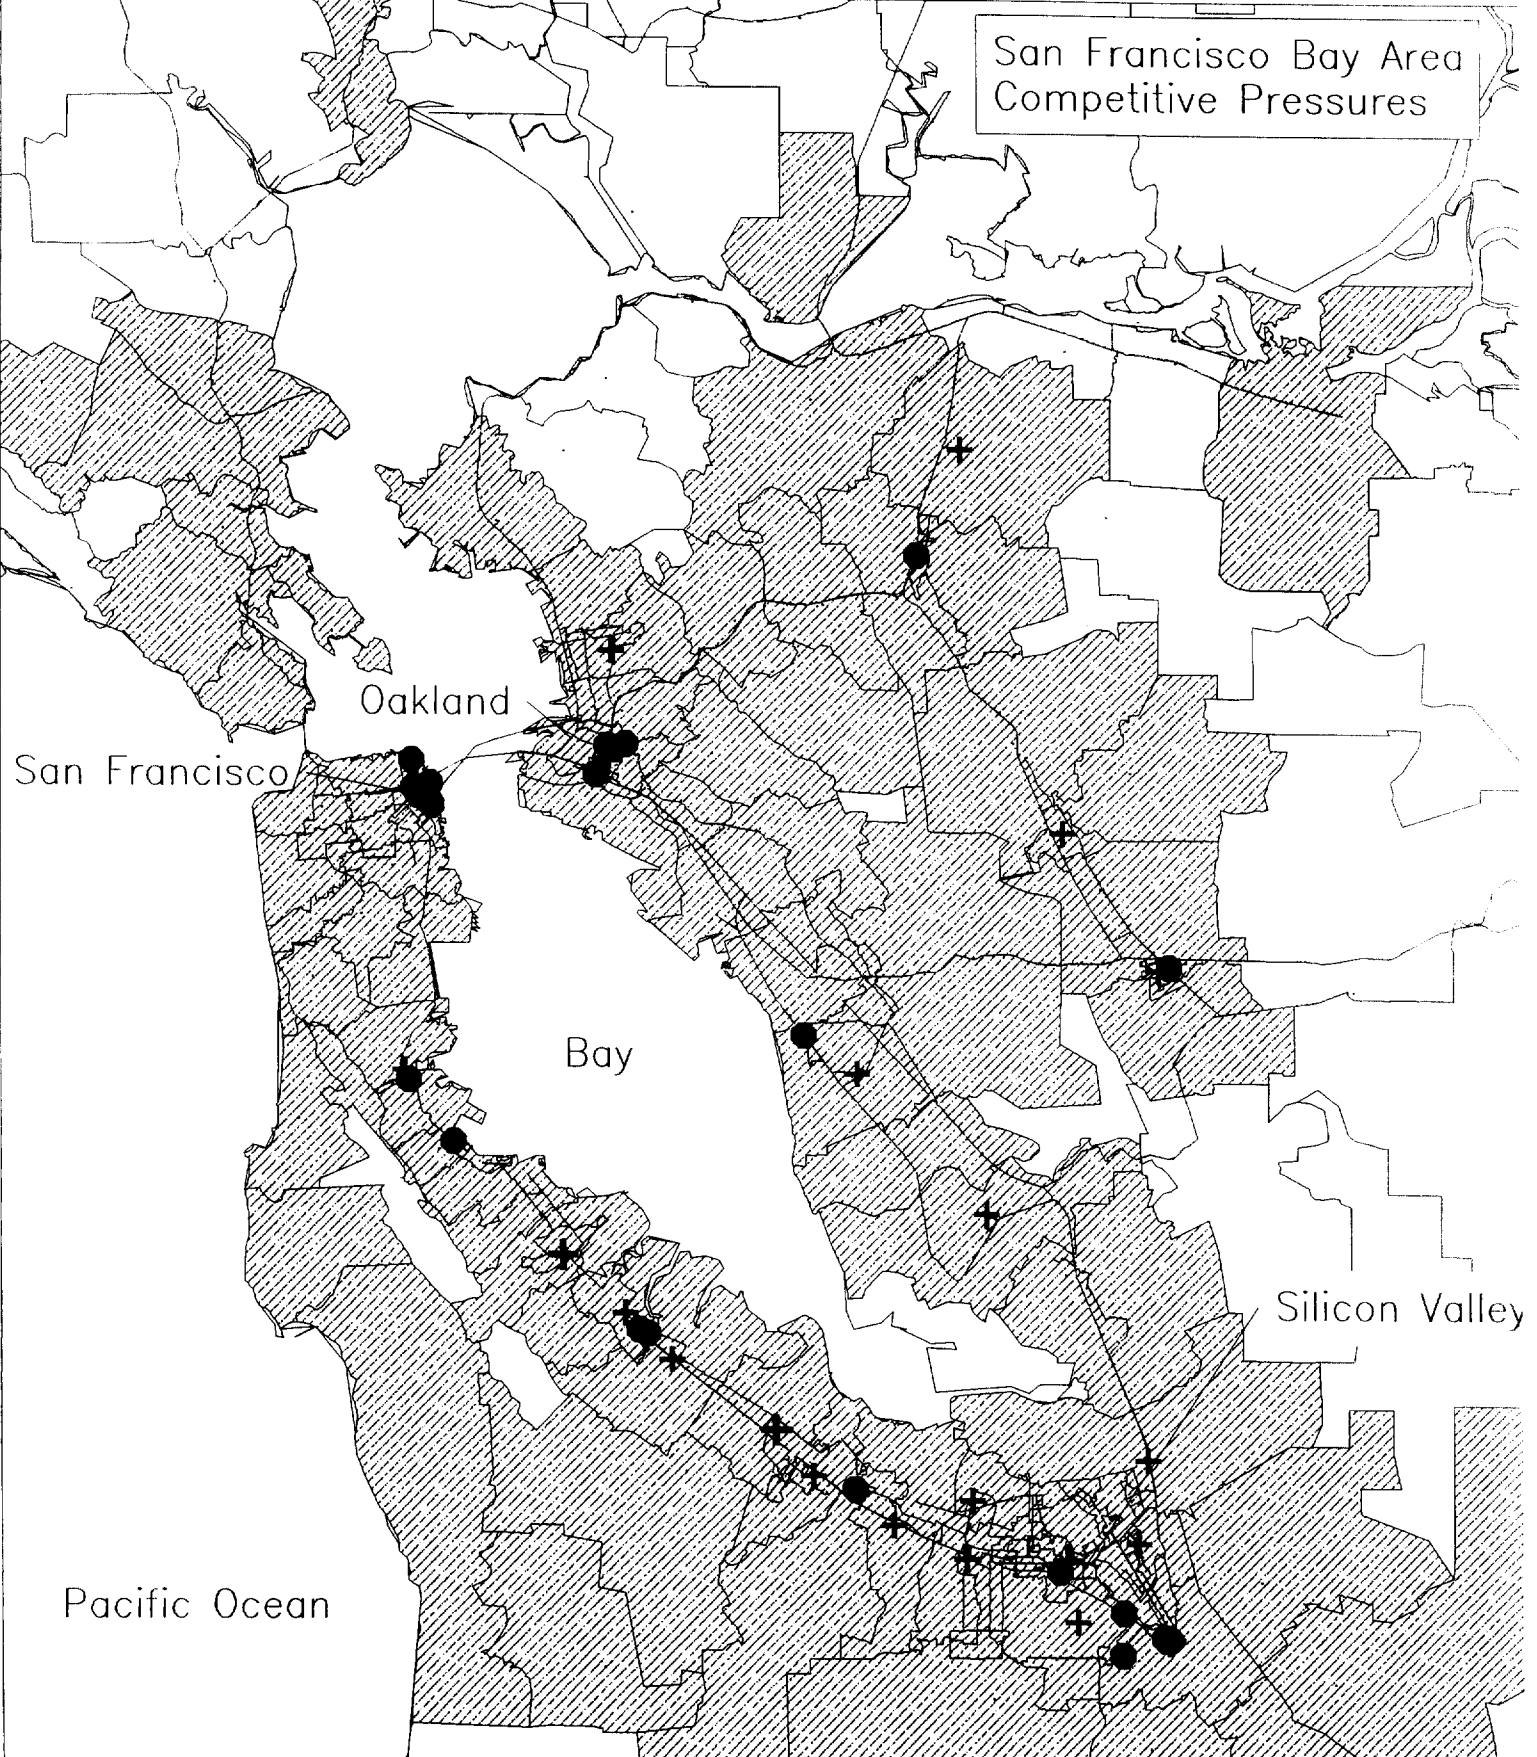 San Francisco Bay Area
Competitive Pressures
Oakland
San Francisco
Bay
Silicon Valley
Pacific Ocean